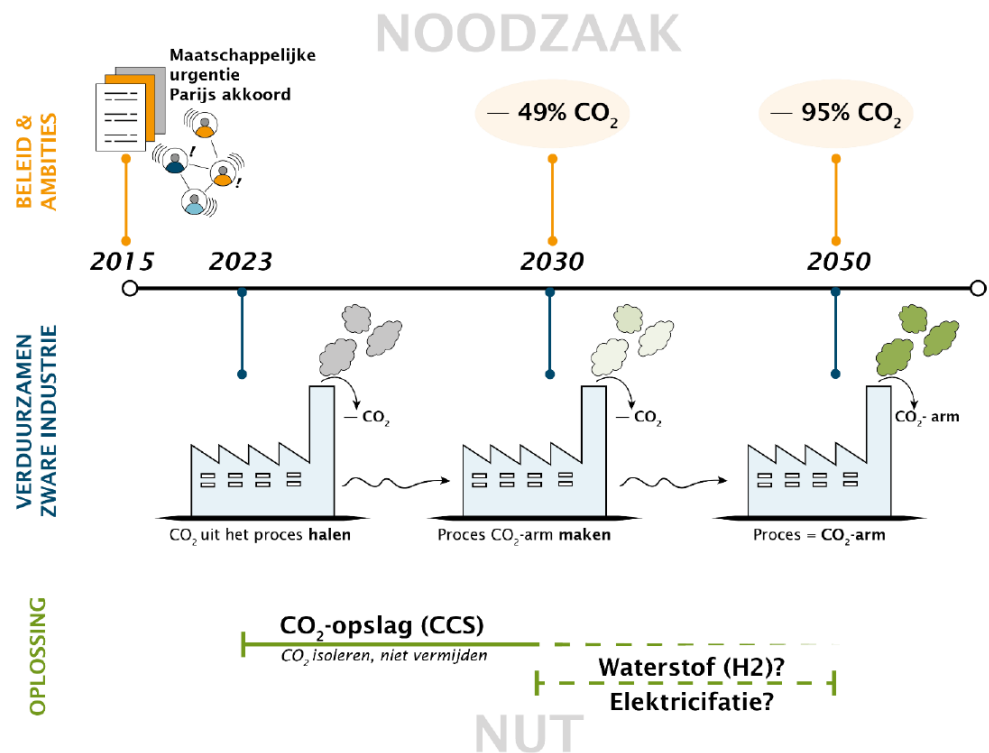 NOODZAAK
BELEID &
AMBITIES
Maatschappelijke
urgentie
Parijs akkoord
!
!
— 49% CO₂
— 95% CO₂
2015
2023
2030
2050
VERDUURZAMEN
ZWARE INDUSTRIE
— CO₂
— CO₂
CO₂- arm
CO₂ uit het proces halen
Proces CO₂-arm maken
Proces = CO₂-arm
OPLOSSING
CO₂-opslag (CCS)
CO₂ isoleren, niet vermijden
Waterstof (H2)?
Elektricifatie?
NUT